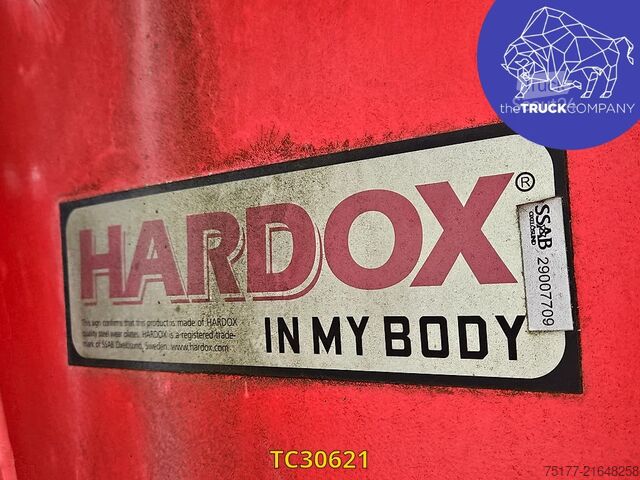 theTRUCKCOMPANY
HARDOX®
IN MY BODY
This sign confirms that this product is made of HARDOX
quality steel wear plates. HARDOX is a registered trade-
mark of SSAB Oxelösund, Sweden. www.hardox.com
SSAB
OXELÖSUND
29007709
TC30621
75177-21648258